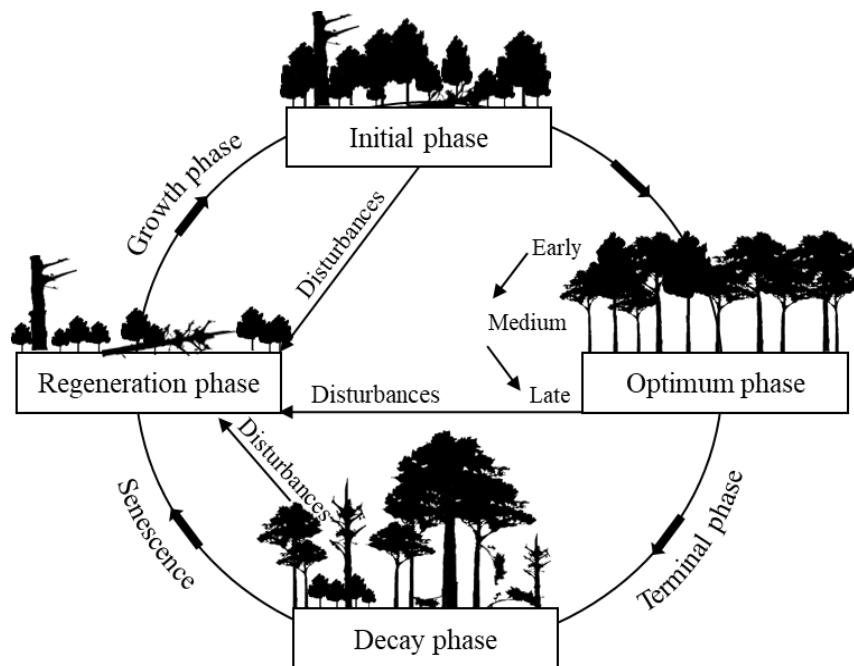 Initial phase
Growth phase
Disturbances
Early
Medium
Late
Regeneration phase
Disturbances
Optimum phase
Disturbances
Senescence
Terminal phase
Decay phase